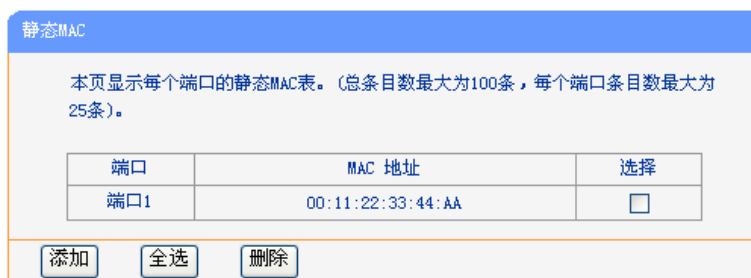 静态MAC
本页显示每个端口的静态MAC表。(总条目数最大为100条，每个端口条目数最大为
25条)。
端口 MAC 地址 选择
端口1 00:11:22:33:44:AA
添加 全选 删除